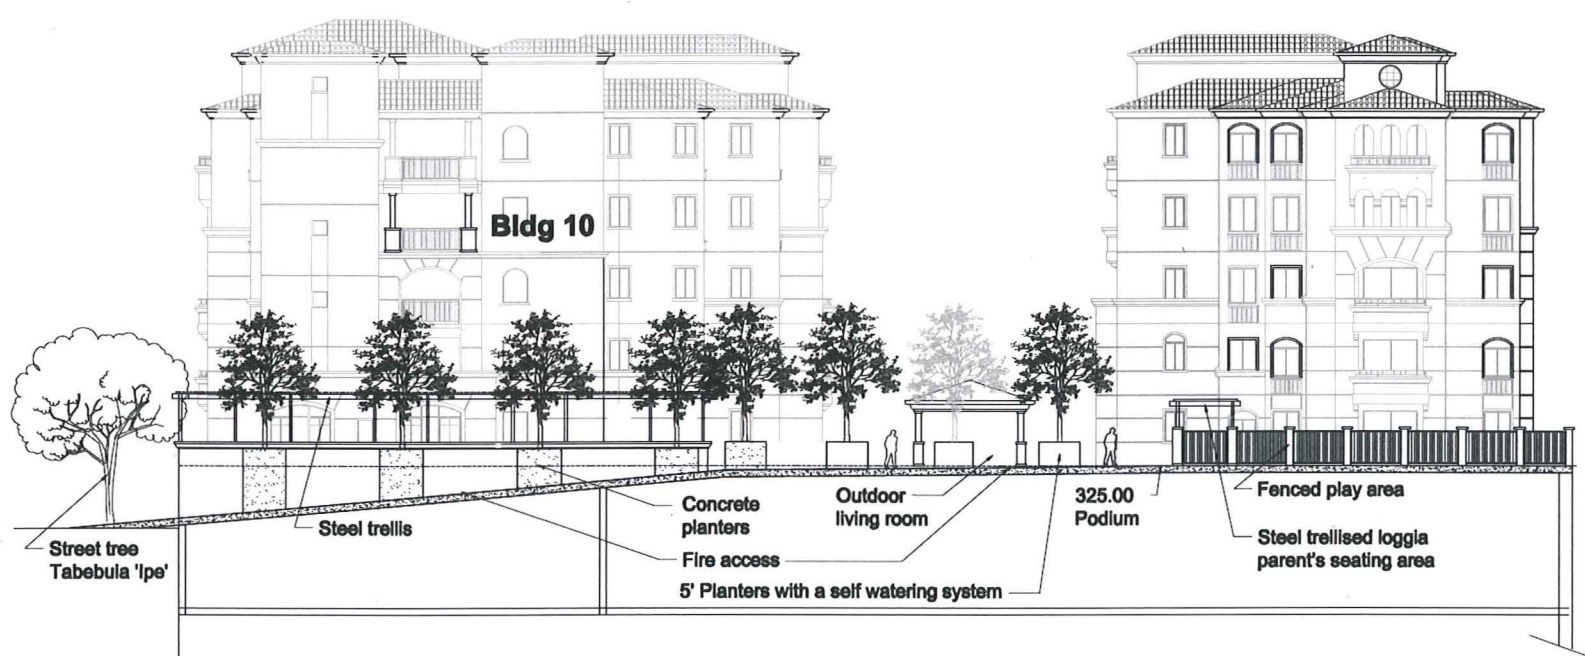 Bldg 10
Street tree
Tabebula 'Ipe'
Steel trellis
Concrete
planters
Fire access
5' Planters with a self watering system
Outdoor
living room
325.00
Podium
Fenced play area
Steel trellised loggia
parent's seating area